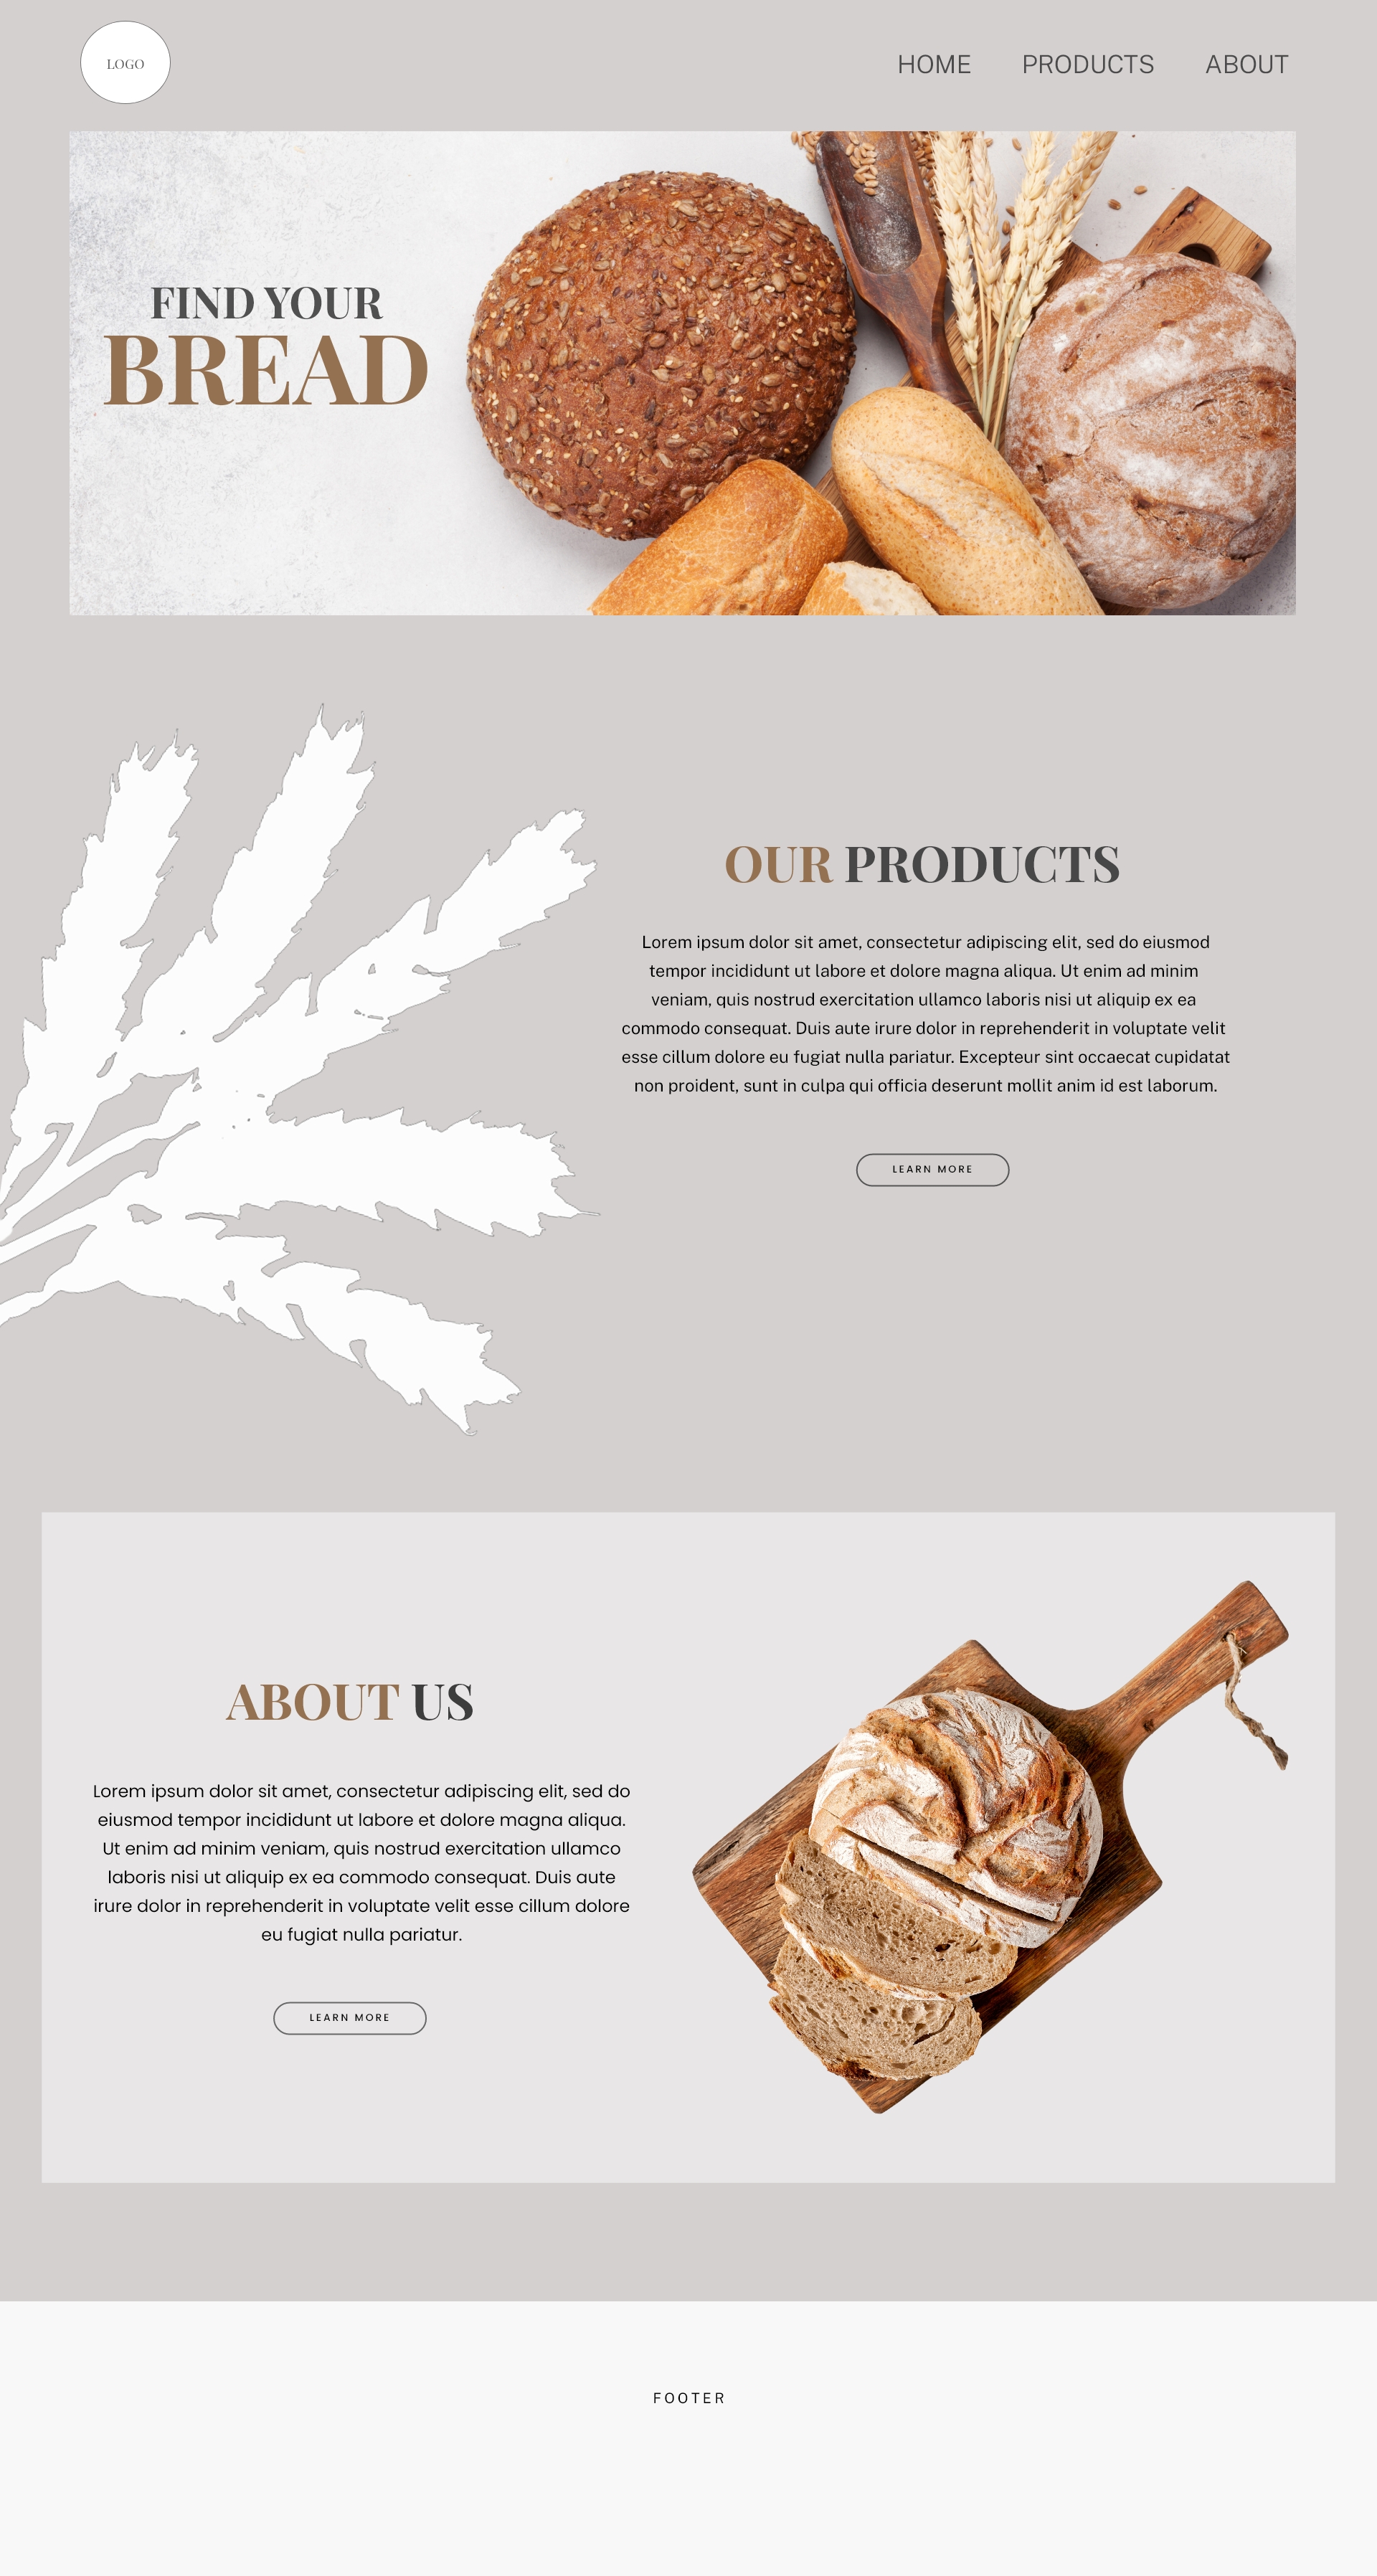 LOGO
HOME PRODUCTS ABOUT
FIND YOUR
BREAD
OUR PRODUCTS
Lorem ipsum dolor sit amet, consectetur adipiscing elit, sed do eiusmod
tempor incididunt ut labore et dolore magna aliqua. Ut enim ad minim
veniam, quis nostrud exercitation ullamco laboris nisi ut aliquip ex ea
commodo consequat. Duis aute irure dolor in reprehenderit in voluptate velit
esse cillum dolore eu fugiat nulla pariatur. Excepteur sint occaecat cupidatat
non proident, sunt in culpa qui officia deserunt mollit anim id est laborum.
LEARN MORE
ABOUT US
Lorem ipsum dolor sit amet, consectetur adipiscing elit, sed do
eiusmod tempor incididunt ut labore et dolore magna aliqua.
Ut enim ad minim veniam, quis nostrud exercitation ullamco
laboris nisi ut aliquip ex ea commodo consequat. Duis aute
irure dolor in reprehenderit in voluptate velit esse cillum dolore
eu fugiat nulla pariatur.
LEARN MORE
FOOTER